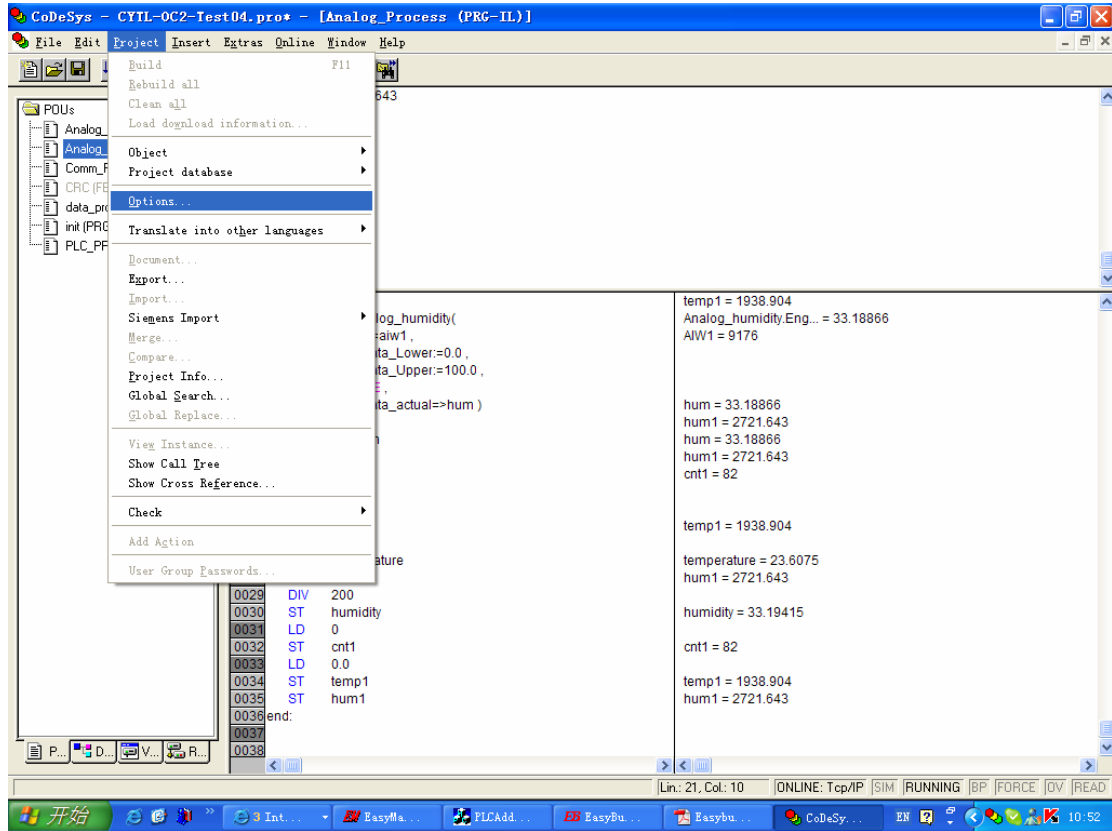 CoDeSys - CYTL-OC2-Test04.pro* - [Analog_Process (PRG-IL)]
File Edit Project Insert Extras Online Window Help
Build F11
Rebuild all
Clean all
Load download information...
Object
Project database
Options...
Translate into other languages
Document...
Export...
Import...
Siemens Import
Merge...
Compare...
Project Info...
Global Search...
Global Replace...
View Instance...
Show Call Tree
Show Cross Reference...
Check
Add Action
User Group Passwords...
POUs
Analog_
Analog_
Comm_
CRC (FE
data_pro
init (PRG
PLC_PF
643
log_humidity(
=aiw1 ,
ta_Lower:=0.0 ,
ta_Upper:=100.0 ,
ta_actual=>hum )
ature
0029 DIV 200
0030 ST humidity
0031 LD 0
0032 ST cnt1
0033 LD 0.0
0034 ST temp1
0035 ST hum1
0036 end:
0037
0038
temp1 = 1938.904
Analog_humidity.Eng... = 33.18866
AIW1 = 9176
hum = 33.18866
hum1 = 2721.643
hum = 33.18866
hum1 = 2721.643
cnt1 = 82
temp1 = 1938.904
temperature = 23.6075
hum1 = 2721.643
humidity = 33.19415
cnt1 = 82
temp1 = 1938.904
hum1 = 2721.643
P... D... V... R...
Lin.: 21, Col.: 10 ONLINE: Tcp/IP SIM RUNNING BP FORCE OV READ
开始 3 Int... EasyMa... PLCAdd... EasyBu... Easybu... CoDeSy... EN 10:52